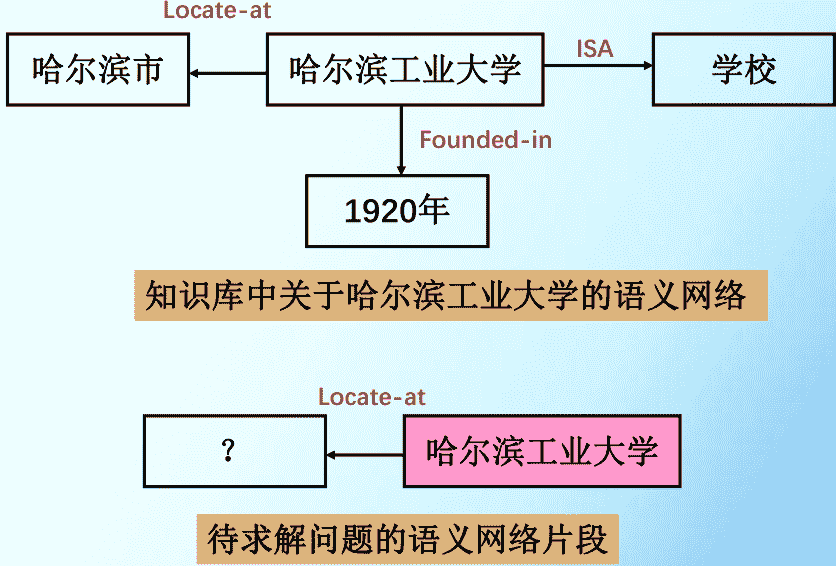 Locate-at
哈尔滨市
哈尔滨工业大学
ISA
学校
Founded-in
1920年
知识库中关于哈尔滨工业大学的语义网络
Locate-at
？
哈尔滨工业大学
待求解问题的语义网络片段